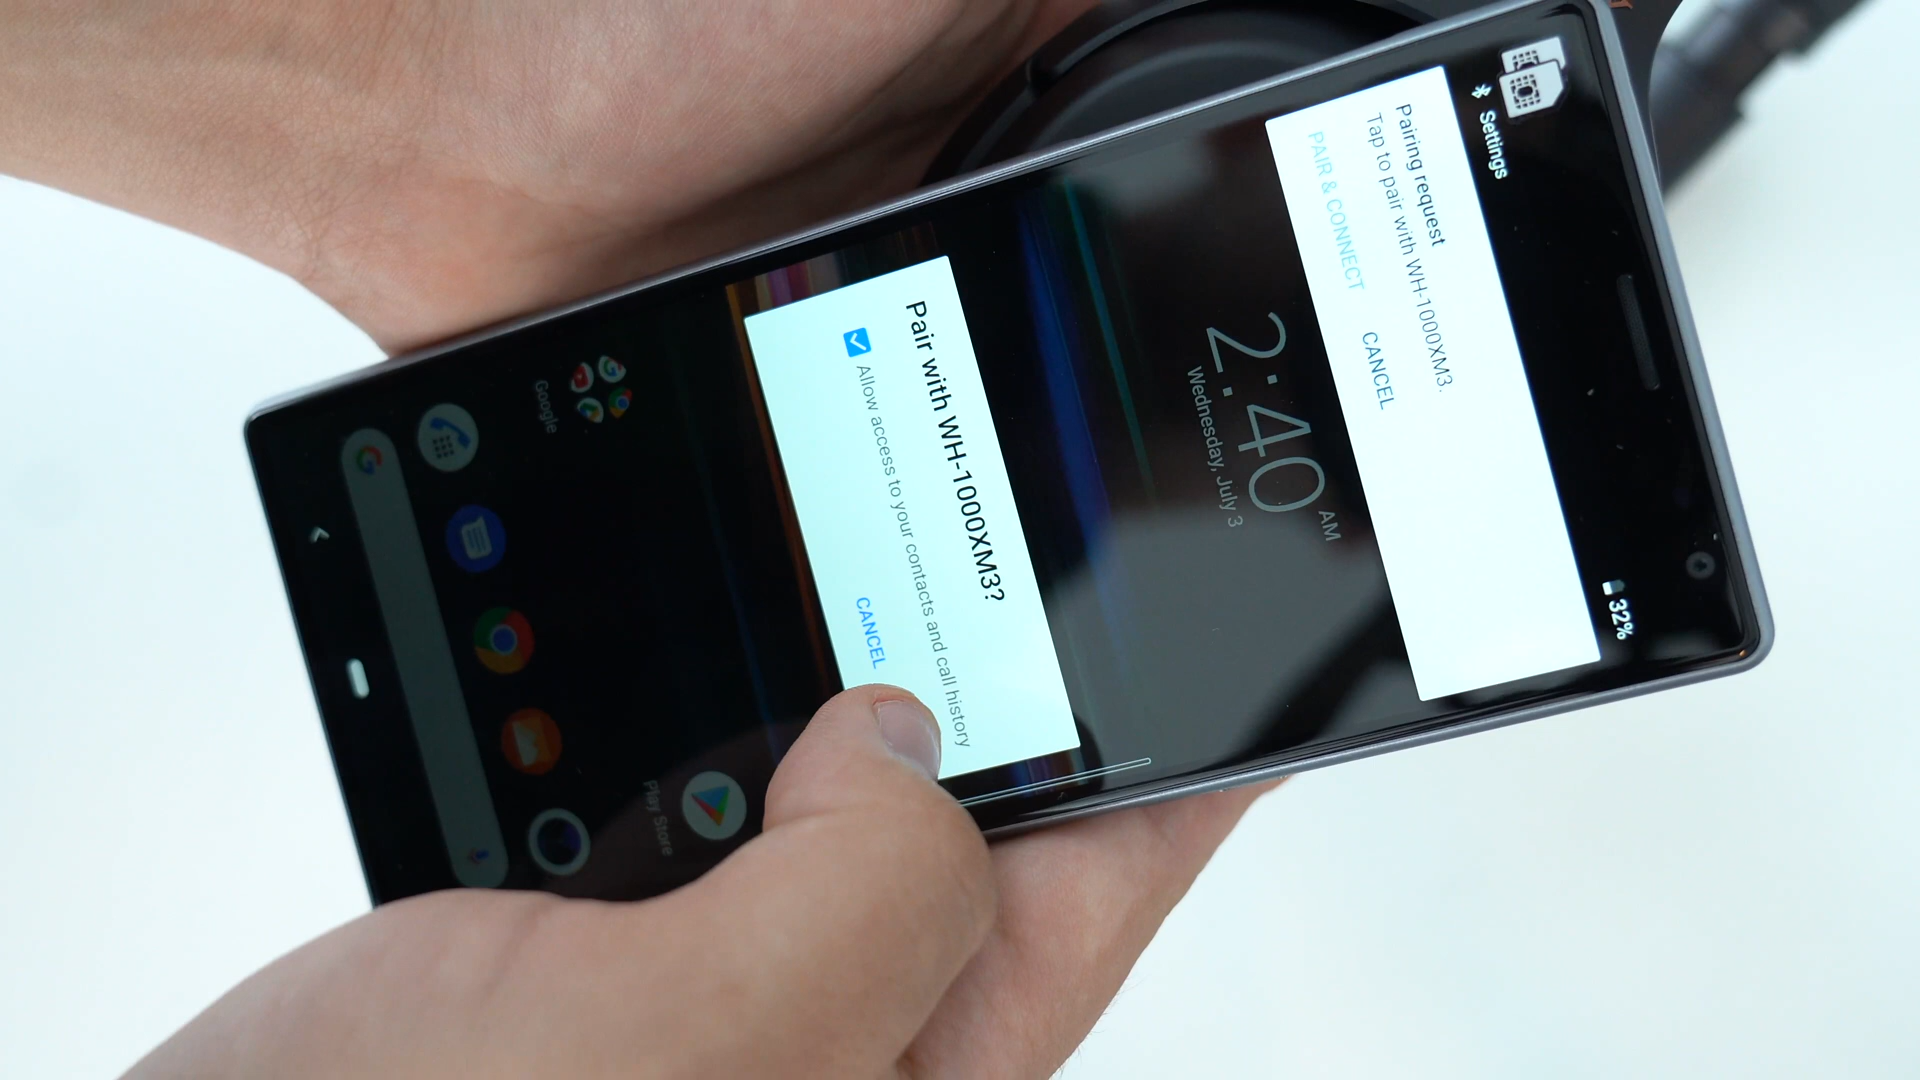 32%
Settings
Pairing request
Tap to pair with WH-1000XM3.
PAIR & CONNECT CANCEL
2:40 AM
Wednesday, July 3
Pair with WH-1000XM3?
Allow access to your contacts and call history
CANCEL
Google
Play Store